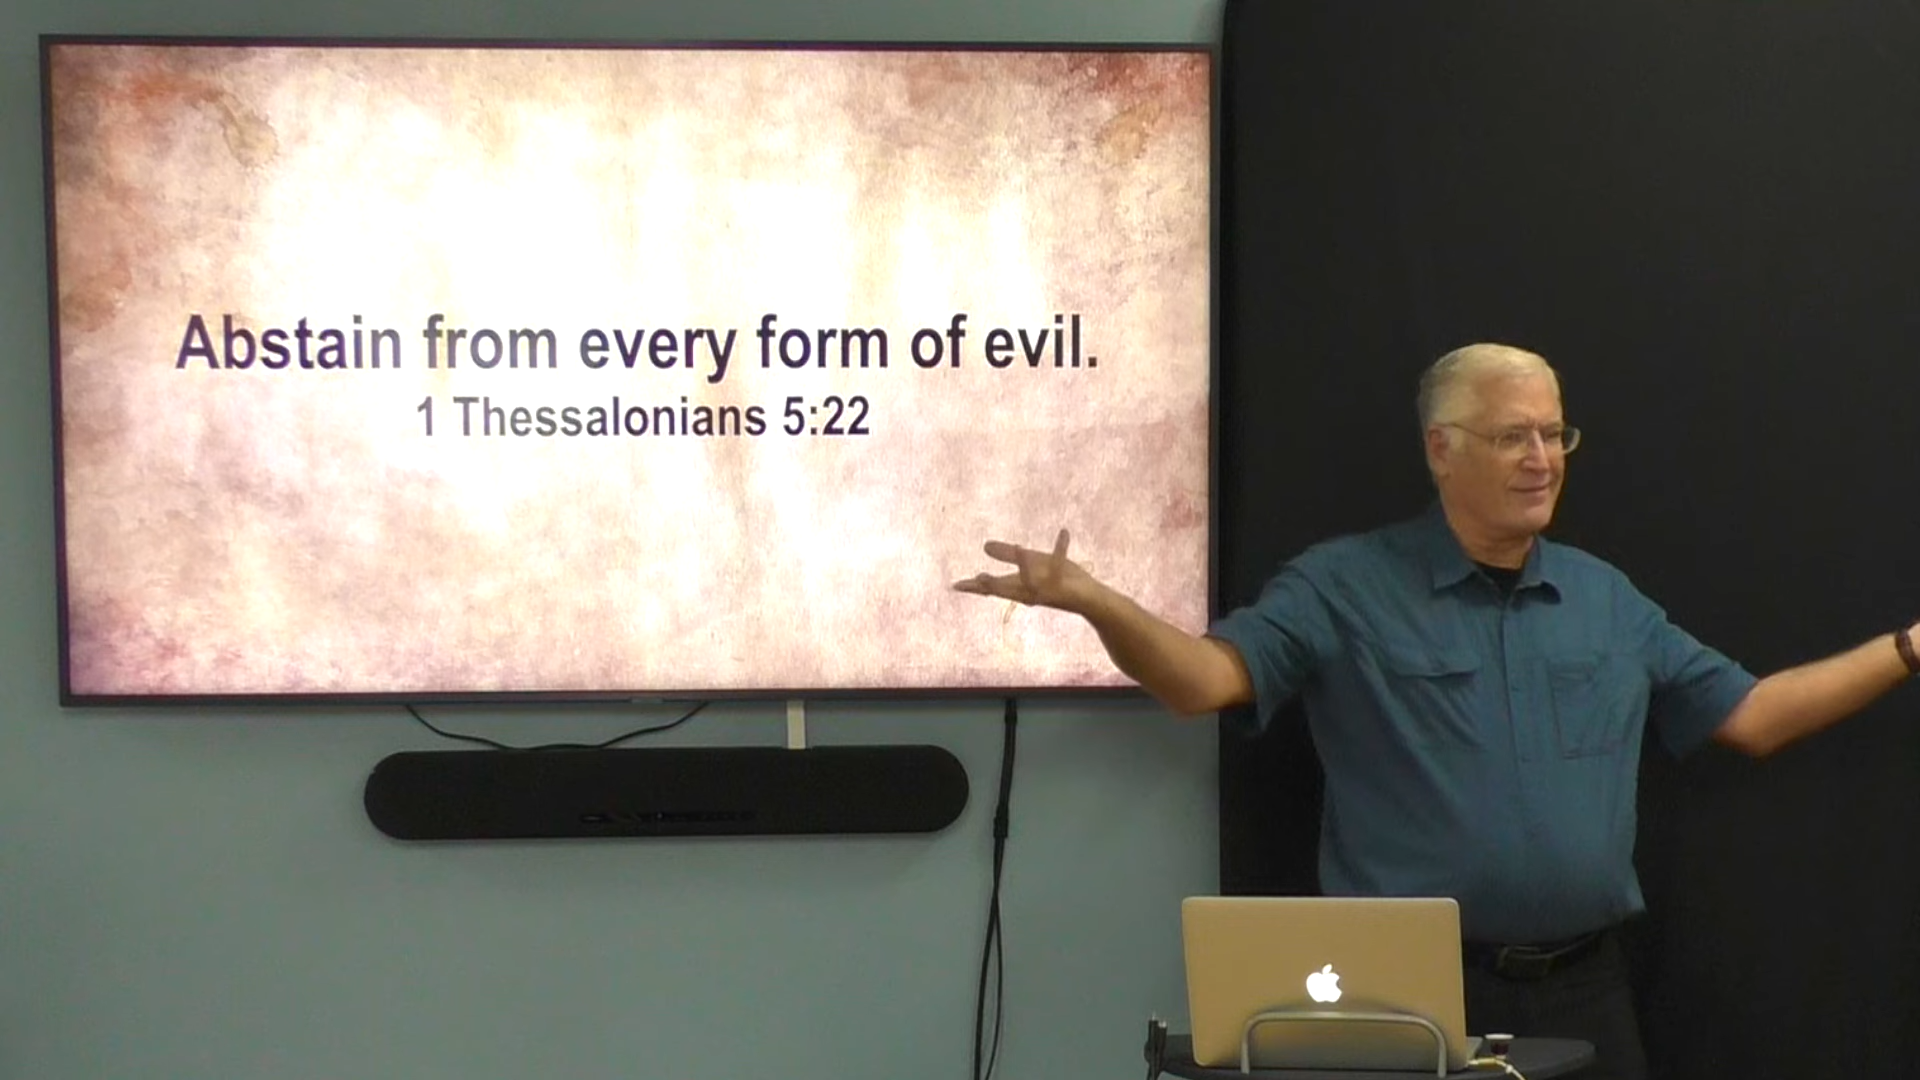 Abstain from every form of evil.
1 Thessalonians 5:22